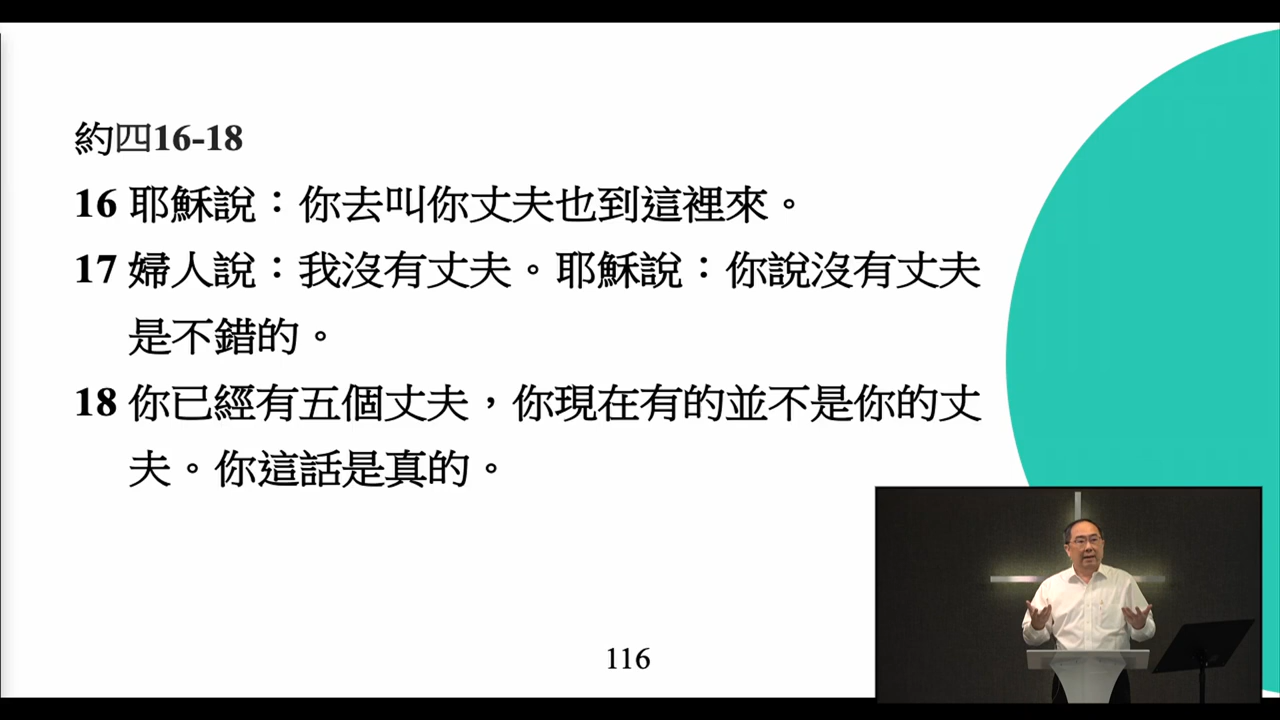 約四16-18
16 耶穌說：你去叫你丈夫也到這裡來。
17 婦人說：我沒有丈夫。耶穌說：你說沒有丈夫
是不錯的。
18 你已經有五個丈夫，你現在有的並不是你的丈
夫。你這話是真的。
116